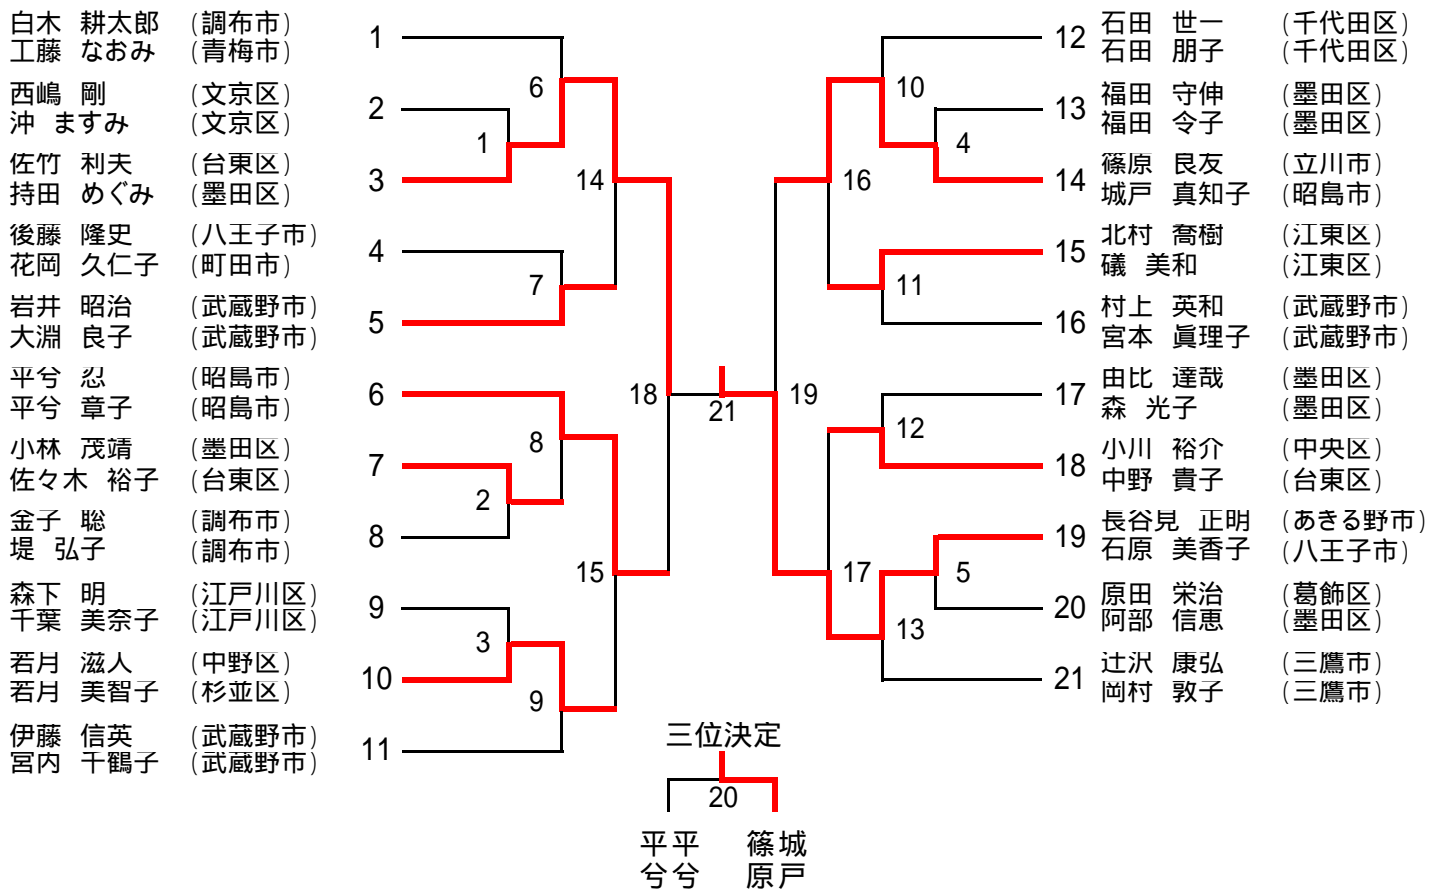 白木 耕太郎 (調布市)
工藤 なおみ (青梅市)
1
西嶋 剛 (文京区)
沖 ますみ (文京区)
2
佐竹 利夫 (台東区)
持田 めぐみ (墨田区)
3
後藤 隆史 (八王子市)
花岡 久仁子 (町田市)
4
岩井 昭治 (武蔵野市)
大淵 良子 (武蔵野市)
5
平兮 忍 (昭島市)
平兮 章子 (昭島市)
6
小林 茂靖 (墨田区)
佐々木 裕子 (台東区)
7
金子 聡 (調布市)
堤 弘子 (調布市)
8
森下 明 (江戸川区)
千葉 美奈子 (江戸川区)
9
若月 滋人 (中野区)
若月 美智子 (杉並区)
10
伊藤 信英 (武蔵野市)
宮内 千鶴子 (武蔵野市)
11
6
1
14
7
18
8
2
15
3
9
21
10
4
16
11
19
12
17
5
13
12
石田 世一 (千代田区)
石田 朋子 (千代田区)
13
福田 守伸 (墨田区)
福田 令子 (墨田区)
14
篠原 良友 (立川市)
城戸 真知子 (昭島市)
15
北村 喬樹 (江東区)
礒 美和 (江東区)
16
村上 英和 (武蔵野市)
宮本 眞理子 (武蔵野市)
17
由比 達哉 (墨田区)
森 光子 (墨田区)
18
小川 裕介 (中央区)
中野 貴子 (台東区)
19
長谷見 正明 (あきる野市)
石原 美香子 (八王子市)
20
原田 栄治 (葛飾区)
阿部 信恵 (墨田区)
21
辻沢 康弘 (三鷹市)
岡村 敦子 (三鷹市)
三位決定
20
平兮
平兮
篠原
城戸